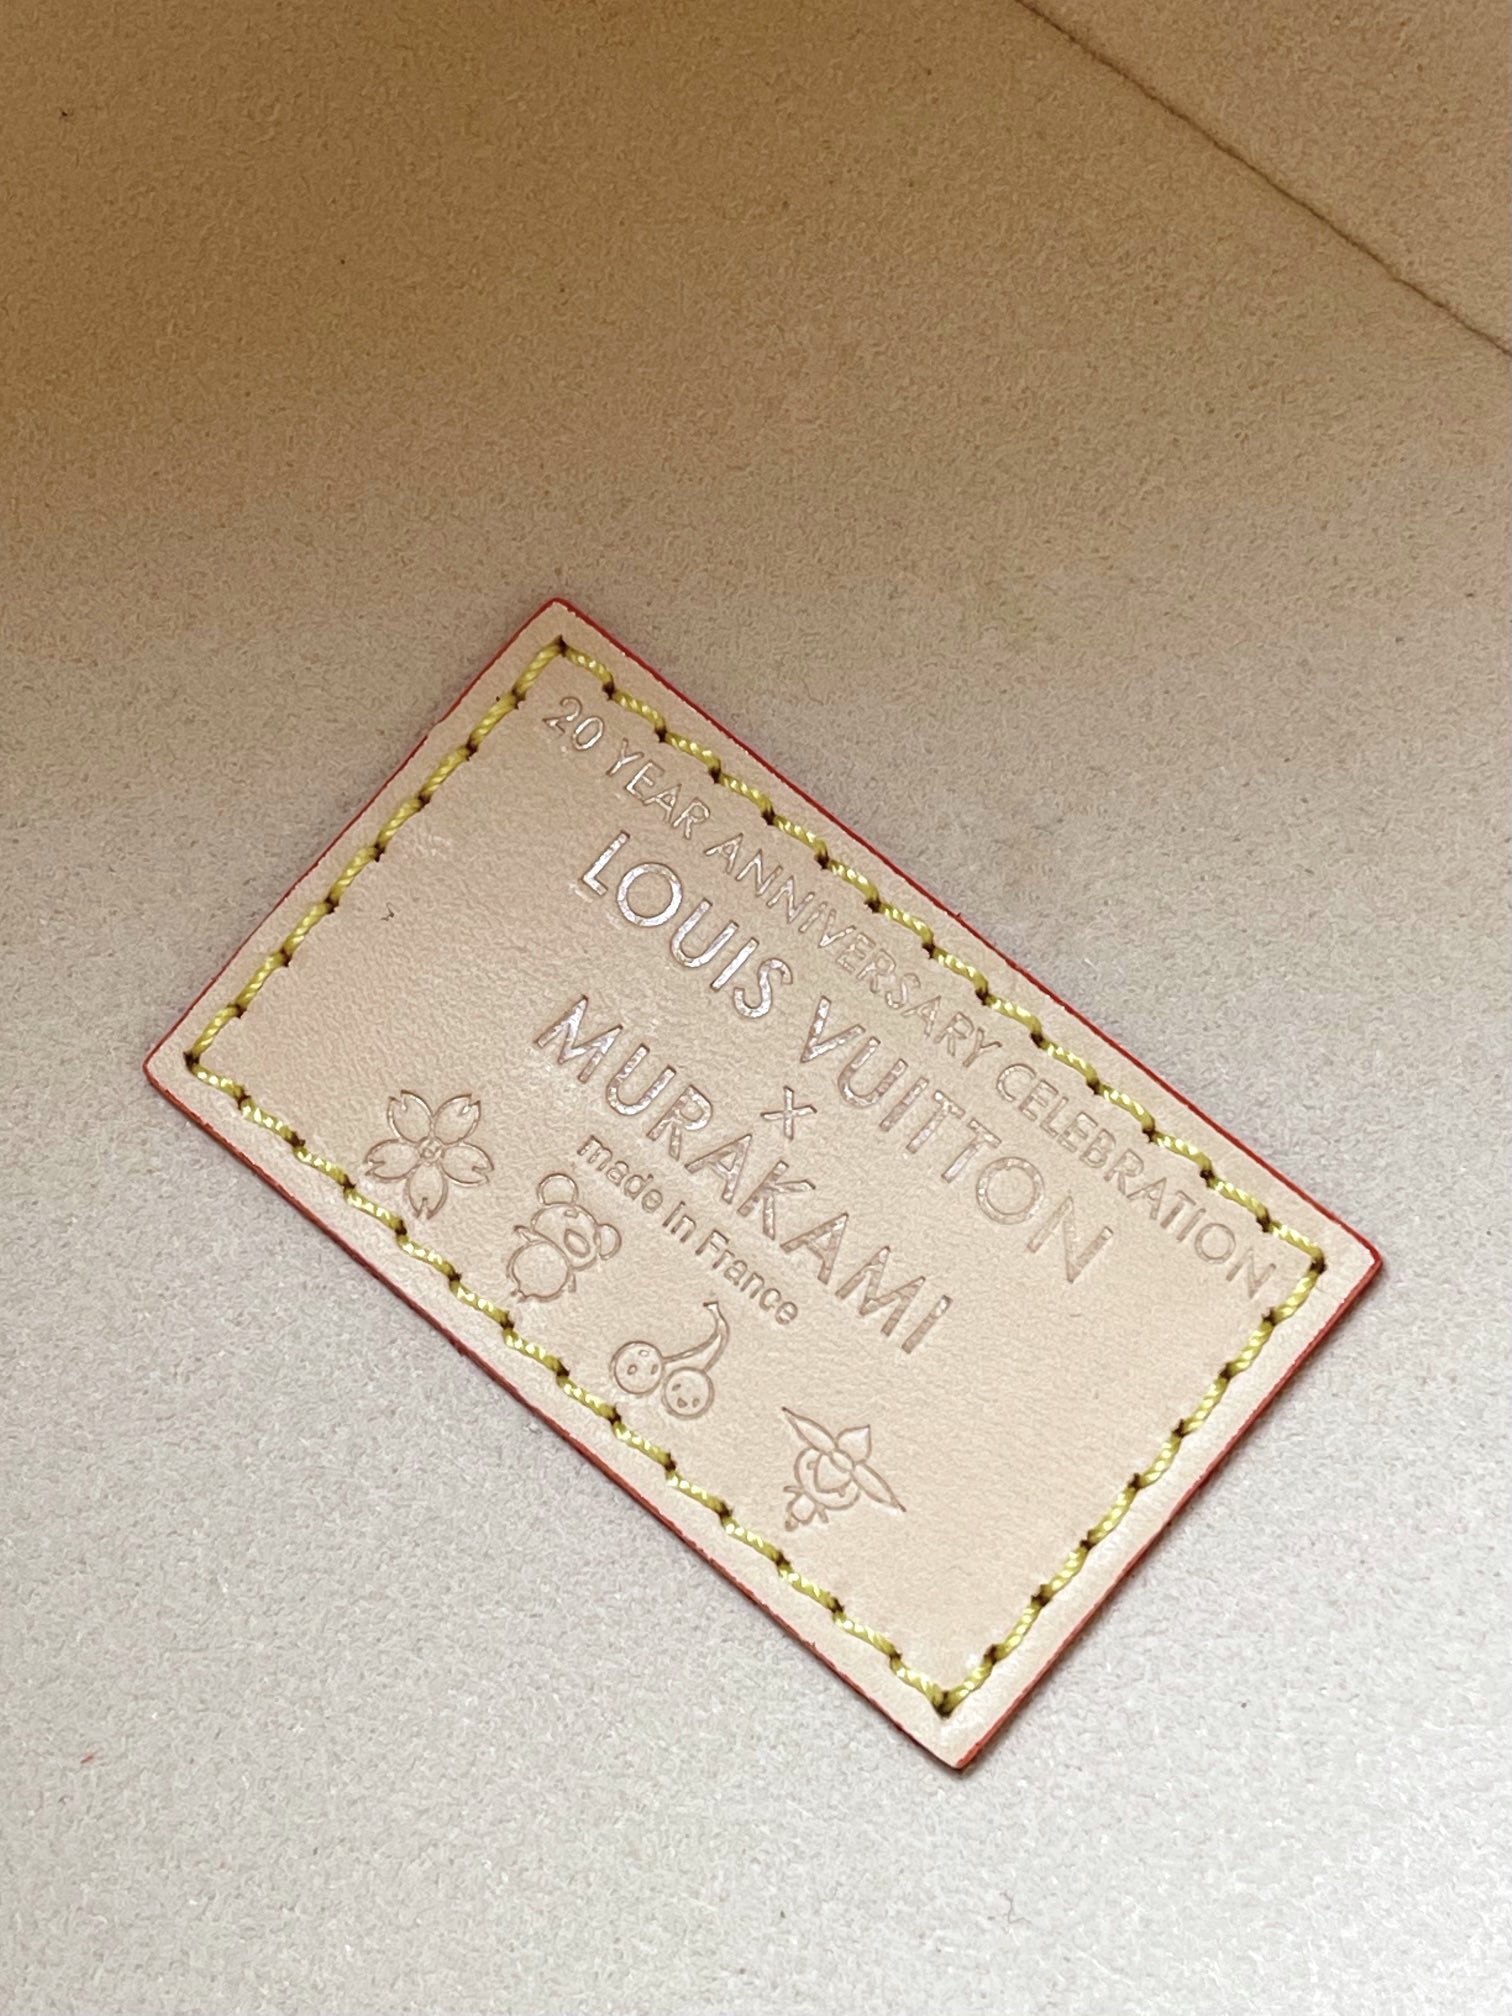 20 YEAR ANNIVERSARY CELEBRATION
LOUIS VUITTON
X
MURAKAMI
made in France